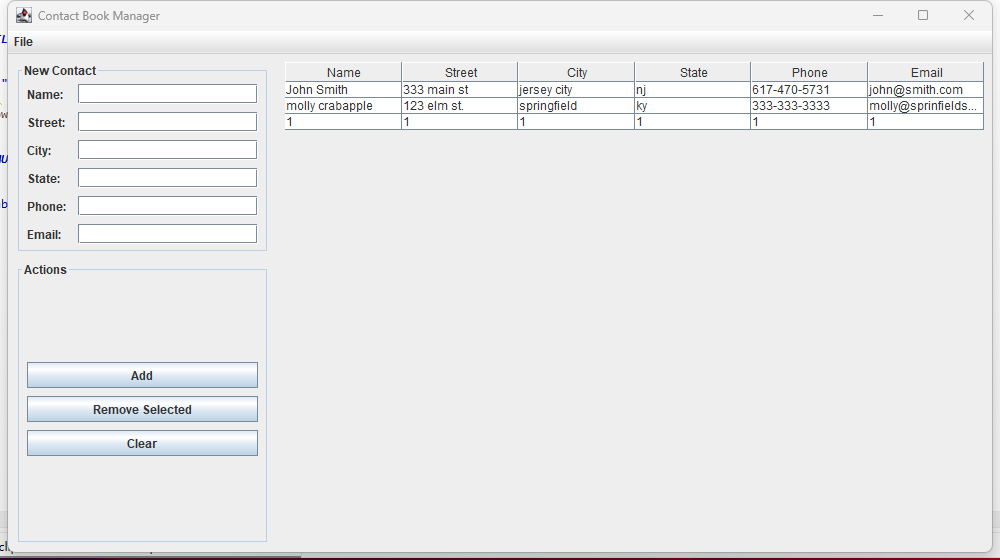 Contact Book Manager
File
New Contact
Name:
Street:
City:
State:
Phone:
Email:
Actions
Add
Remove Selected
Clear
Name Street City State Phone Email
John Smith 333 main st jersey city nj 617-470-5731 john@smith.com
molly crabapple 123 elm st. springfield ky 333-333-3333 molly@sprinfields...
1 1 1 1 1 1